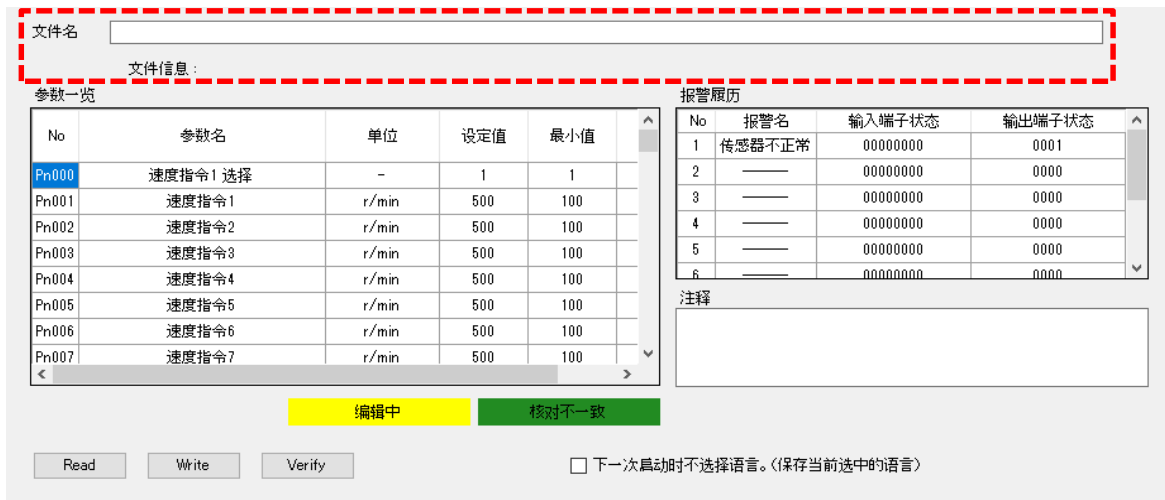 文件名
文件信息：
参数一览
No 参数名 单位 设定值 最小值
Pn000 速度指令1 选择 － 1 1
Pn001 速度指令1 r/min 500 100
Pn002 速度指令2 r/min 500 100
Pn003 速度指令3 r/min 500 100
Pn004 速度指令4 r/min 500 100
Pn005 速度指令5 r/min 500 100
Pn006 速度指令6 r/min 500 100
Pn007 速度指令7 r/min 500 100
报警履历
No 报警名 输入端子状态 输出端子状态
1 传感器不正常 00000000 0001
2 ——— 00000000 0000
3 ——— 00000000 0000
4 ——— 00000000 0000
5 ——— 00000000 0000
6 ——— 00000000 0000
注释
编辑中 核对不一致
Read Write Verify
下一次启动时不选择语言。（保存当前选中的语言）